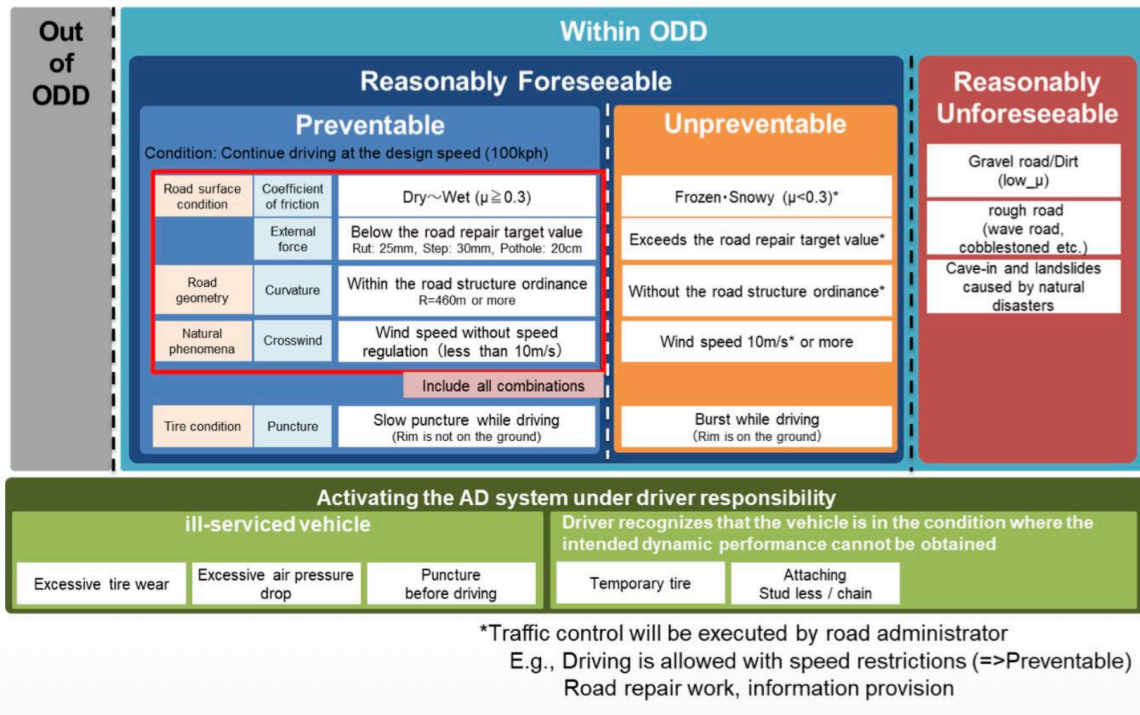 Out
of
ODD
Within ODD
Reasonably Foreseeable
Reasonably
Unforeseeable
Preventable
Condition: Continue driving at the design speed (100kph)
Unpreventable
Road surface
condition
Coefficient
of friction
Dry～Wet (μ≧0.3)
Frozen・Snowy (μ<0.3)*
External
force
Below the road repair target value
Rut: 25mm, Step: 30mm, Pothole: 20cm
Exceeds the road repair target value*
Road
geometry
Curvature
Within the road structure ordinance
R=460m or more
Without the road structure ordinance*
Natural
phenomena
Crosswind
Wind speed without speed
regulation（less than 10m/s）
Wind speed 10m/s* or more
Include all combinations
Tire condition
Puncture
Slow puncture while driving
(Rim is not on the ground)
Burst while driving
（Rim is on the ground）
Gravel road/Dirt
(low_μ)
rough road
(wave road,
cobblestoned etc.)
Cave-in and landslides
caused by natural
disasters
Activating the AD system under driver responsibility
ill-serviced vehicle
Excessive tire wear
Excessive air pressure
drop
Puncture
before driving
Driver recognizes that the vehicle is in the condition where the
intended dynamic performance cannot be obtained
Temporary tire
Attaching
Stud less / chain
*Traffic control will be executed by road administrator
E.g., Driving is allowed with speed restrictions (=>Preventable)
Road repair work, information provision